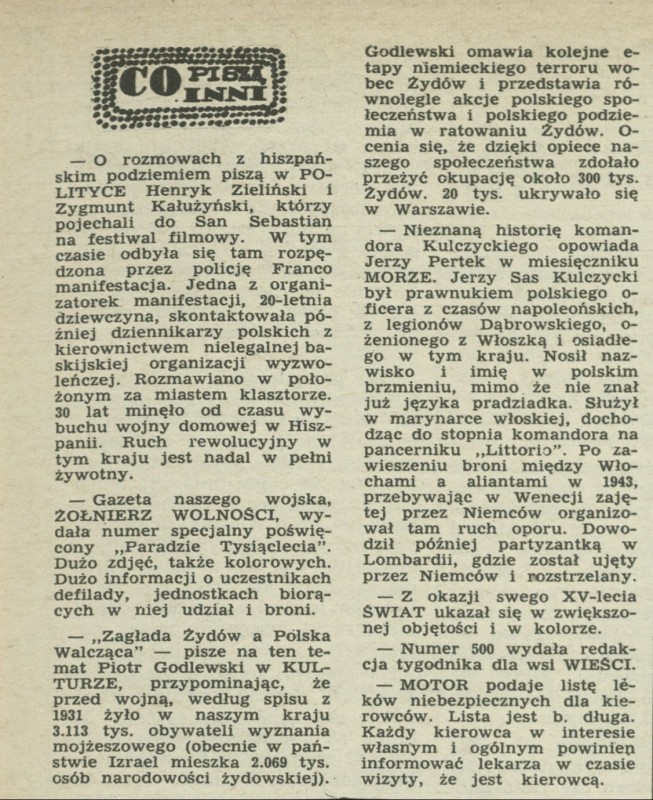 CO PISZĄ
INNI
— O rozmowach z hiszpań-
skim podziemiem piszą w PO-
LITYCE Henryk Zieliński i
Zygmunt Kałużyński, którzy
pojechali do San Sebastian
na festiwal filmowy. W tym
czasie odbyła się tam rozpę-
dzona przez policję Franco
manifestacja. Jedna z organi-
zatorek manifestacji, 20-letnia
dziewczyna, skontaktowała pó-
źniej dziennikarzy polskich z
kierownictwem nielegalnej ba-
skijskiej organizacji wyzwo-
leńczej. Rozmawiano w poło-
żonym za miastem klasztorze.
30 lat minęło od czasu wy-
buchu wojny domowej w Hisz-
panii. Ruch rewolucyjny w
tym kraju jest nadal w pełni
żywotny.
— Gazeta naszego wojska,
ŻOŁNIERZ WOLNOŚCI, wy-
dała numer specjalny poświę-
cony „Paradzie Tysiąclecia".
Dużo zdjęć, także kolorowych.
Dużo informacji o uczestnikach
defilady, jednostkach biorą-
cych w niej udział i broni.
— „Zagłada Żydów a Polska
Walcząca" — pisze na ten te-
mat Piotr Godlewski w KUL-
TURZE, przypominając, że
przed wojną, według spisu z
1931 żyło w naszym kraju
3.113 tys. obywateli wyznania
mojżeszowego (obecnie w pań-
stwie Izrael mieszka 2.069 tys.
osób narodowości żydowskiej).
Godlewski omawia kolejne e-
tapy niemieckiego terroru wo-
bec Żydów i przedstawia ró-
wnolegle akcje polskiego spo-
łeczeństwa i polskiego podzie-
mia w ratowaniu Żydów. O-
cenia się, że dzięki opiece na-
szego społeczeństwa zdołało
przeżyć okupację około 300 tys.
Żydów. 20 tys. ukrywało się
w Warszawie.
— Nieznaną historię koman-
dora Kulczyckiego opowiada
Jerzy Pertek w miesięczniku
MORZE. Jerzy Sas Kulczycki
był prawnukiem polskiego o-
ficera z czasów napoleońskich,
z legionów Dąbrowskiego, o-
żenionego z Włoszką i osiadłe-
go w tym kraju. Nosił naz-
wisko i imię w polskim
brzmieniu, mimo że nie znał
już języka pradziadka. Służył
w marynarce włoskiej, docho-
dząc do stopnia komandora na
pancerniku „Littorio". Po za-
wieszeniu broni między Wło-
chami a aliantami w 1943,
przebywając w Wenecji zaję-
tej przez Niemców organizo-
wał tam ruch oporu. Dowo-
dził później partyzantką w
Lombardii, gdzie został ujęty
przez Niemców i rozstrzelany.
— Z okazji swego XV-lecia
ŚWIAT ukazał się w zwiększo-
nej objętości i w kolorze.
— Numer 500 wydała redak-
cja tygodnika dla wsi WIEŚCI.
— MOTOR podaje listę le-
ków niebezpiecznych dla kie-
rowców. Lista jest b. długa.
Każdy kierowca w interesie
własnym i ogólnym powinien
informować lekarza w czasie
wizyty, że jest kierowcą.